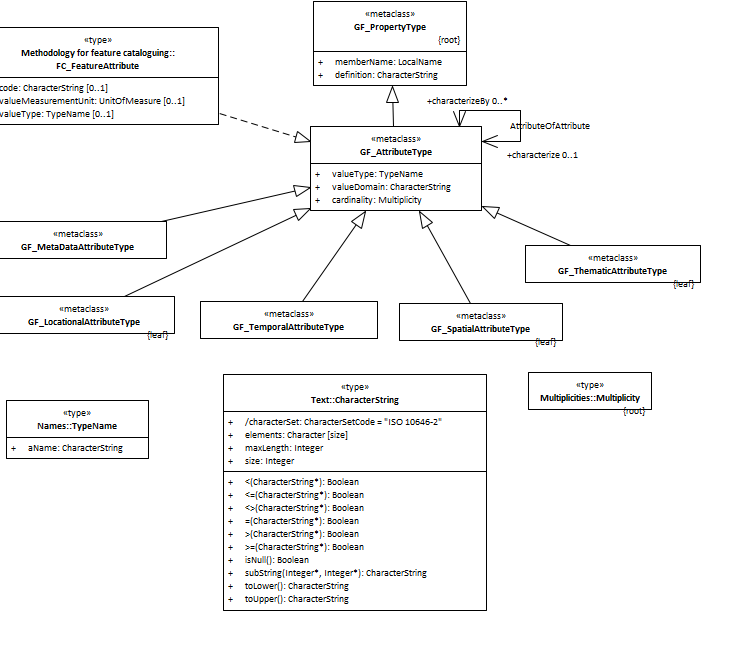 «metaclass»
GF_PropertyType
{root}
+ memberName: LocalName
+ definition: CharacterString
«type»
Methodology for feature cataloguing::
FC_FeatureAttribute
code: CharacterString [0..1]
valueMeasurementUnit: UnitOfMeasure [0..1]
valueType: TypeName [0..1]
+characterizeBy 0..*
AttributeOfAttribute
+characterize 0..1
«metaclass»
GF_AttributeType
+ valueType: TypeName
+ valueDomain: CharacterString
+ cardinality: Multiplicity
«metaclass»
GF_MetaDataAttributeType
«metaclass»
GF_ThematicAttributeType
{leaf}
«metaclass»
GF_LocationalAttributeType
{leaf}
«metaclass»
GF_TemporalAttributeType
«metaclass»
GF_SpatialAttributeType
{leaf}
«type»
Names::TypeName
+ aName: CharacterString
«type»
Text::CharacterString
+ /characterSet: CharacterSetCode = "ISO 10646-2"
+ elements: Character [size]
+ maxLength: Integer
+ size: Integer
+ <(CharacterString*): Boolean
+ <=(CharacterString*): Boolean
+ <>(CharacterString*): Boolean
+ =(CharacterString*): Boolean
+ >(CharacterString*): Boolean
+ >=(CharacterString*): Boolean
+ isNull(): Boolean
+ subString(Integer*, Integer*): CharacterString
+ toLower(): CharacterString
+ toUpper(): CharacterString
«type»
Multiplicities::Multiplicity
{root}